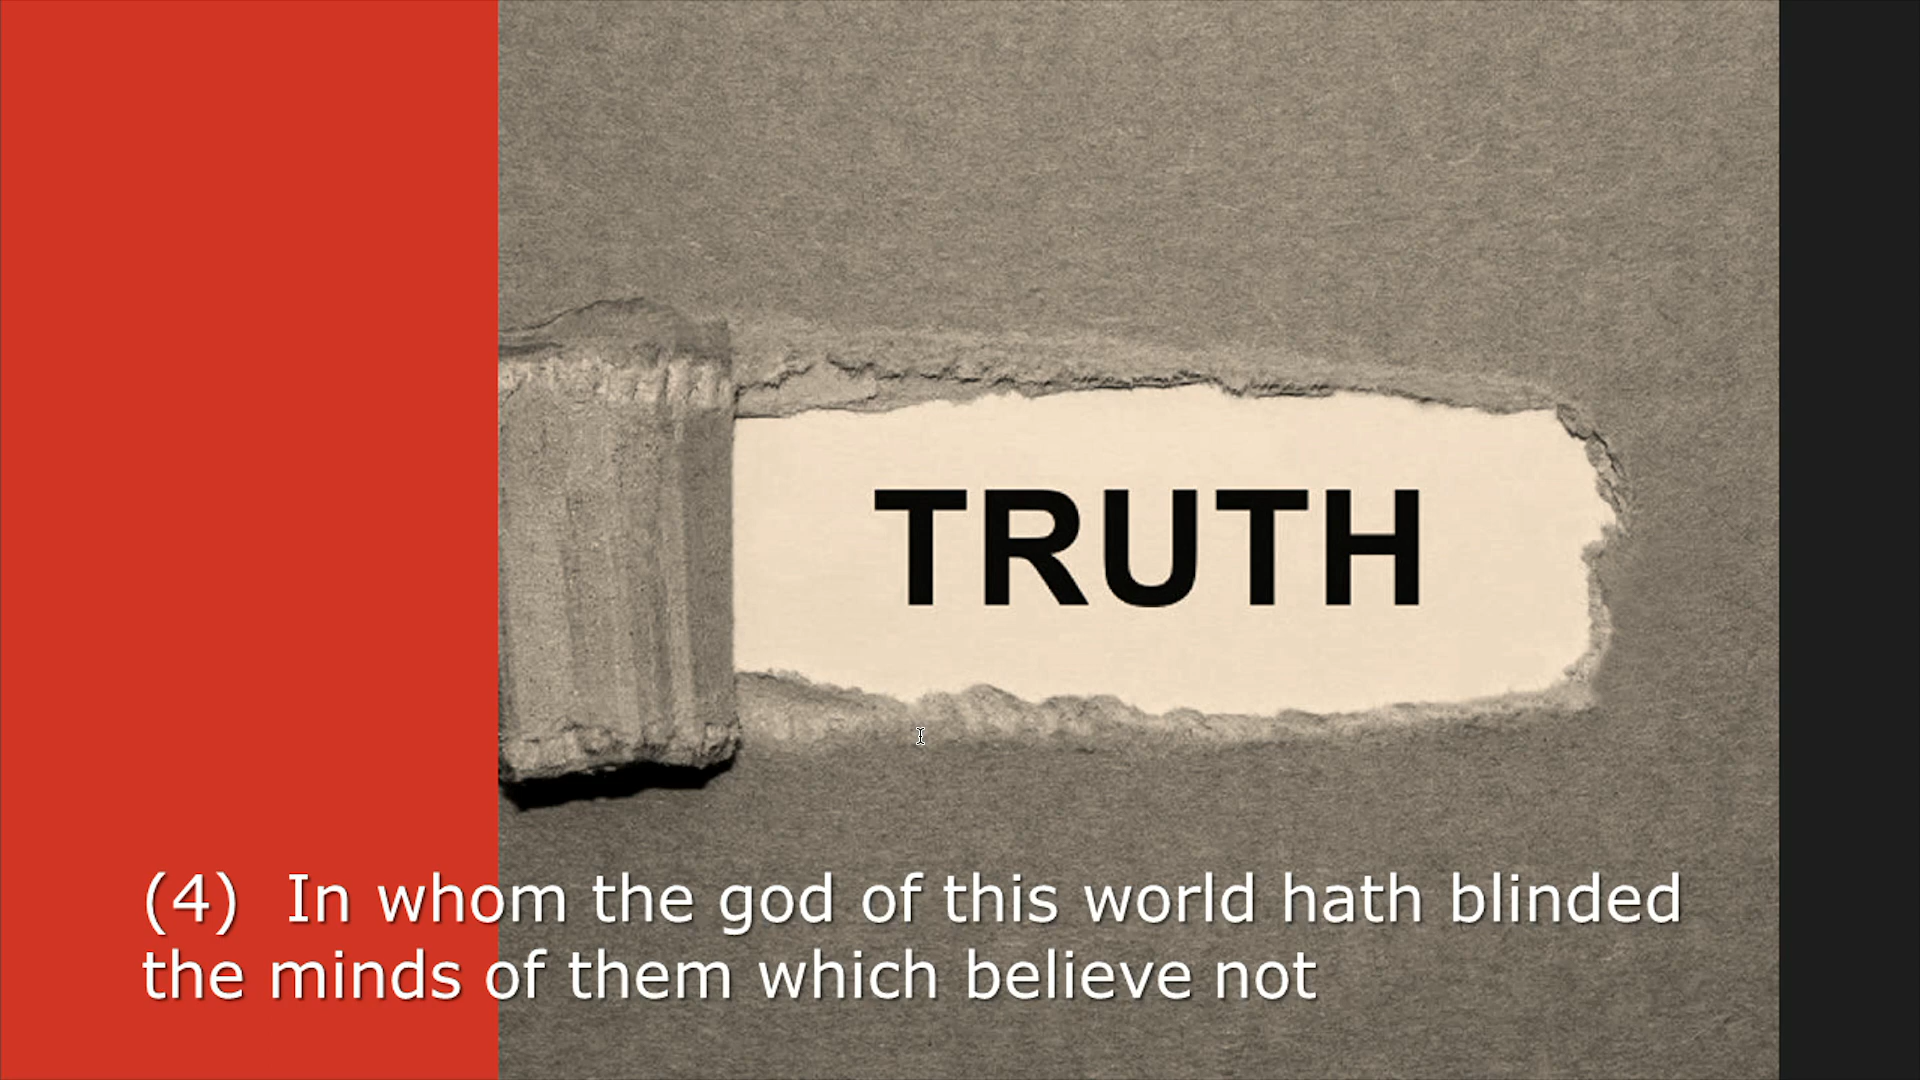 TRUTH
(4)  In whom the god of this world hath blinded
the minds of them which believe not